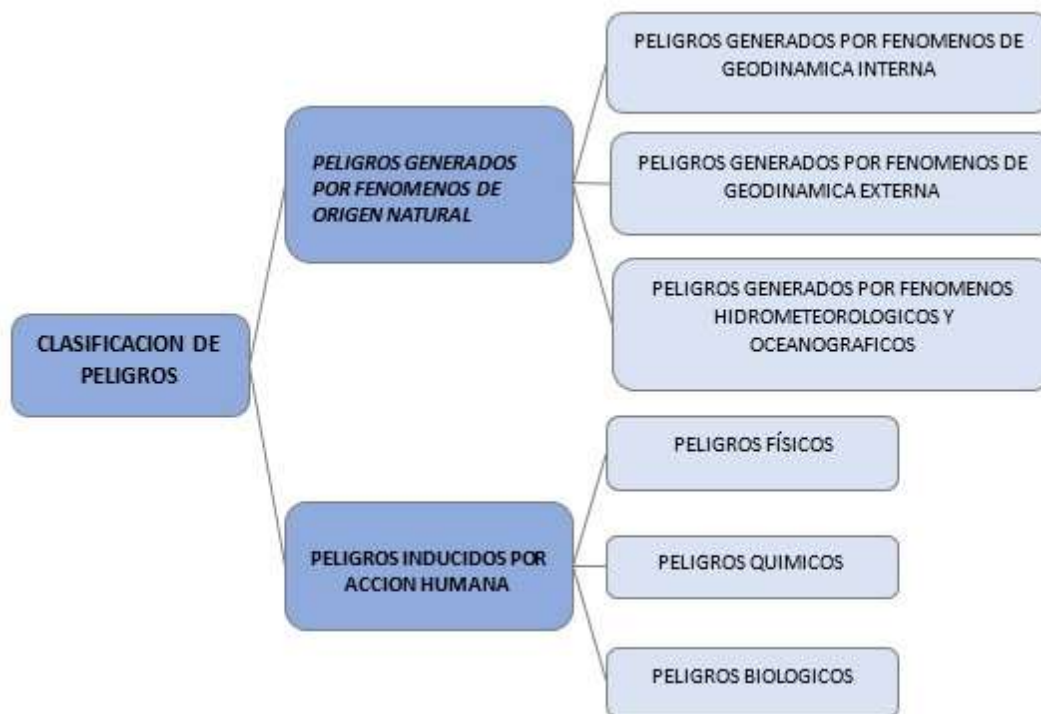 PELIGROS GENERADOS POR FENOMENOS DE
GEODINAMICA INTERNA
PELIGROS GENERADOS
POR FENOMENOS DE
ORIGEN NATURAL
PELIGROS GENERADOS POR FENOMENOS DE
GEODINAMICA EXTERNA
PELIGROS GENERADOS POR FENOMENOS
HIDROMETEOROLOGICOS Y
OCEANOGRAFICOS
CLASIFICACION DE
PELIGROS
PELIGROS FÍSICOS
PELIGROS INDUCIDOS POR
ACCION HUMANA
PELIGROS QUIMICOS
PELIGROS BIOLOGICOS